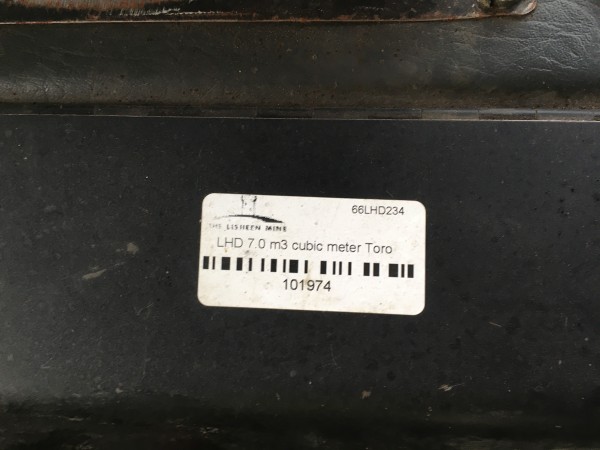 66LHD234
THE LISHEEN MINE
LHD 7.0 m3 cubic meter Toro
101974